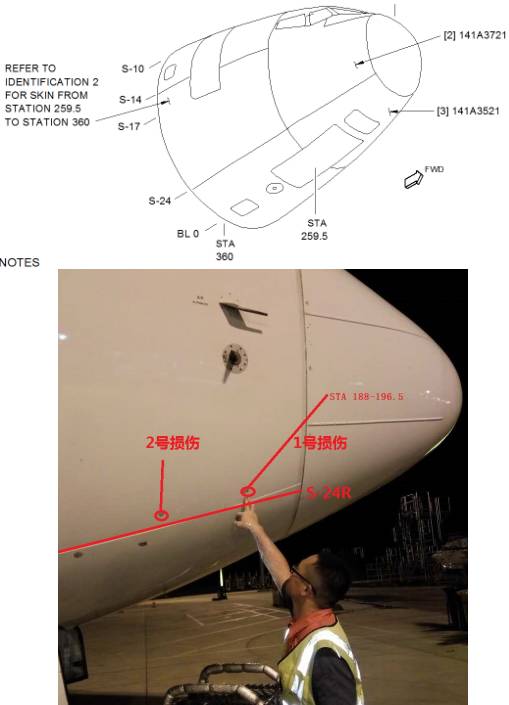 [2] 141A3721
REFER TO
IDENTIFICATION 2
FOR SKIN FROM
STATION 259.5
TO STATION 360
S-10
S-14
S-17
[3] 141A3521
FWD
S-24
BL 0
STA
360
STA
259.5
NOTES
STA 188-196.5
2号损伤
1号损伤
S-24R